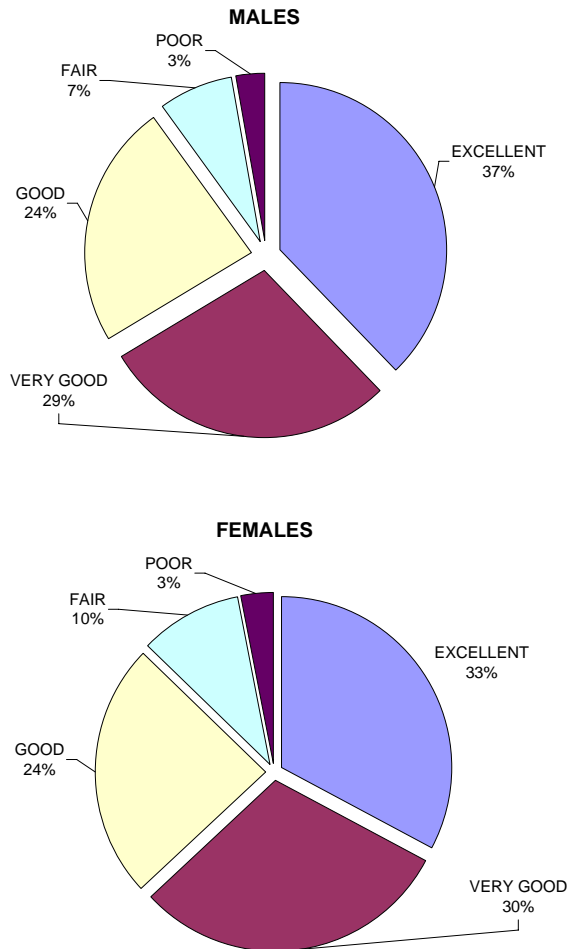 MALES
POOR
3%
FAIR
7%
EXCELLENT
37%
GOOD
24%
VERY GOOD
29%
FEMALES
POOR
3%
FAIR
10%
EXCELLENT
33%
GOOD
24%
VERY GOOD
30%